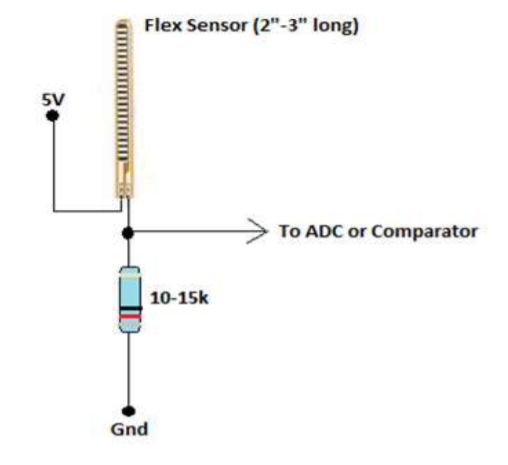 Flex Sensor (2"-3" long)
5V
To ADC or Comparator
10-15k
Gnd